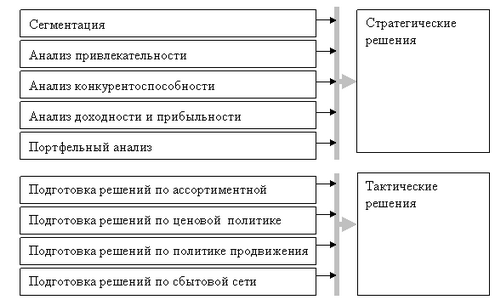 Сегментация
Анализ привлекательности
Анализ конкурентоспособности
Анализ доходности и прибыльности
Портфельный анализ
Стратегические
решения
Подготовка решений по ассортиментной
Подготовка решений по ценовой политике
Подготовка решений по политике продвижения
Подготовка решений по сбытовой сети
Тактические
решения